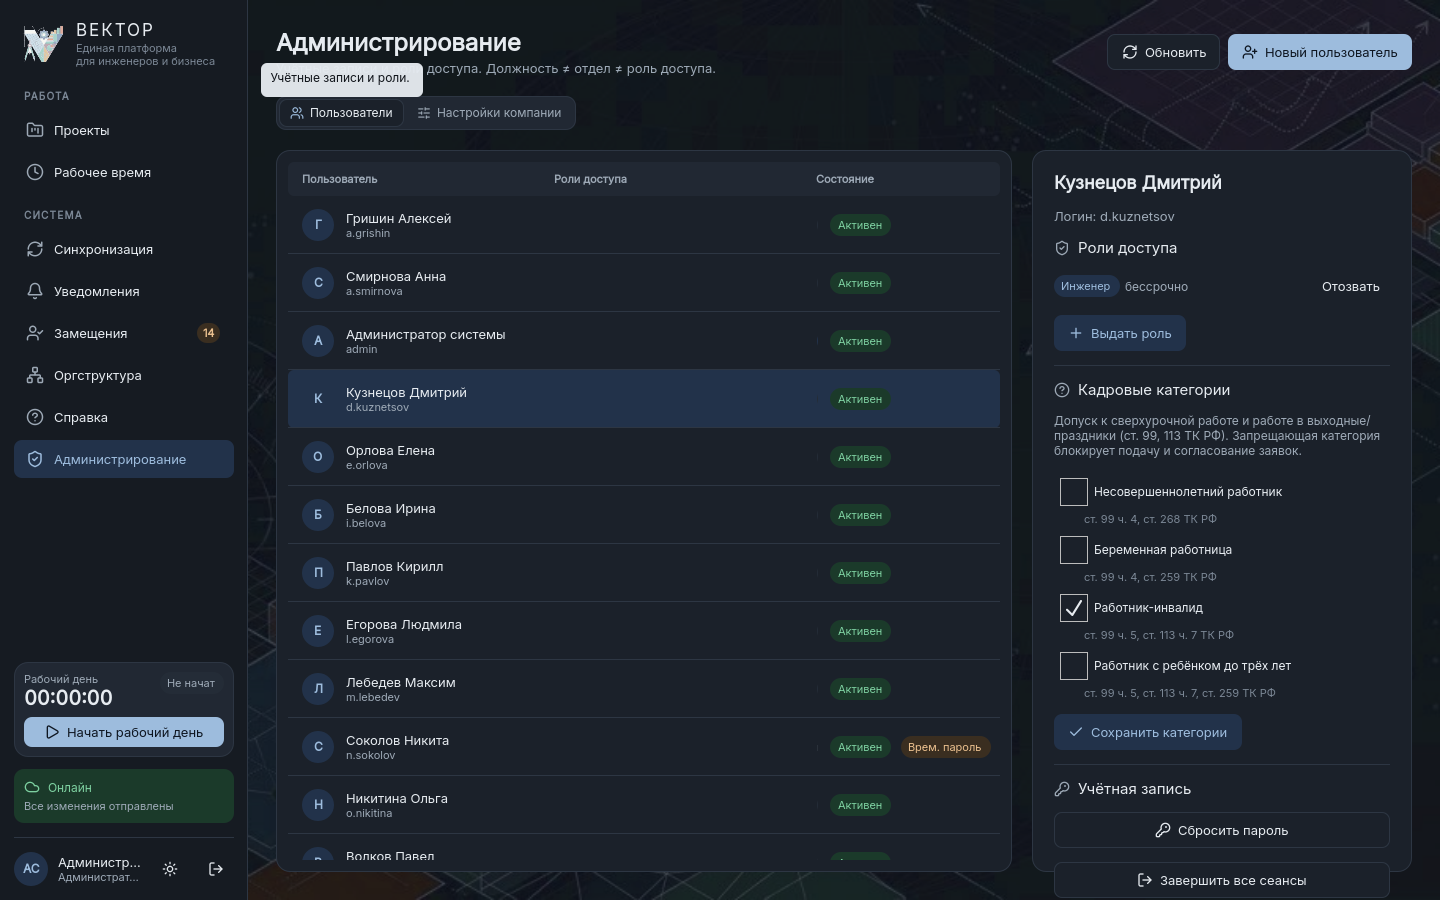 ВЕКТОР
Единая платформа
для инженеров и бизнеса
РАБОТА
Проекты
Рабочее время
СИСТЕМА
Синхронизация
Уведомления
Замещения
14
Оргструктура
Справка
Администрирование
Рабочий день
Не начат
00:00:00
Начать рабочий день
Онлайн
Все изменения отправлены
АС
Администр...
Администрат...
Администрирование
доступа. Должность ≠ отдел ≠ роль доступа.
Учётные записи и роли.
Обновить
Новый пользователь
Пользователи
Настройки компании
Пользователь
Роли доступа
Состояние
Г
Гришин Алексей
a.grishin
Активен
С
Смирнова Анна
a.smirnova
Активен
А
Администратор системы
admin
Активен
К
Кузнецов Дмитрий
d.kuznetsov
Активен
О
Орлова Елена
e.orlova
Активен
Б
Белова Ирина
i.belova
Активен
П
Павлов Кирилл
k.pavlov
Активен
Е
Егорова Людмила
l.egorova
Активен
Л
Лебедев Максим
m.lebedev
Активен
С
Соколов Никита
n.sokolov
Активен
Врем. пароль
Н
Никитина Ольга
o.nikitina
Активен
Волков Павел
Кузнецов Дмитрий
Логин: d.kuznetsov
Роли доступа
Инженер
бессрочно
Отозвать
Выдать роль
Кадровые категории
Допуск к сверхурочной работе и работе в выходные/
праздники (ст. 99, 113 ТК РФ). Запрещающая категория
блокирует подачу и согласование заявок.
Несовершеннолетний работник
ст. 99 ч. 4, ст. 268 ТК РФ
Беременная работница
ст. 99 ч. 4, ст. 259 ТК РФ
Работник-инвалид
ст. 99 ч. 5, ст. 113 ч. 7 ТК РФ
Работник с ребёнком до трёх лет
ст. 99 ч. 5, ст. 113 ч. 7, ст. 259 ТК РФ
Сохранить категории
Учётная запись
Сбросить пароль
Завершить все сеансы